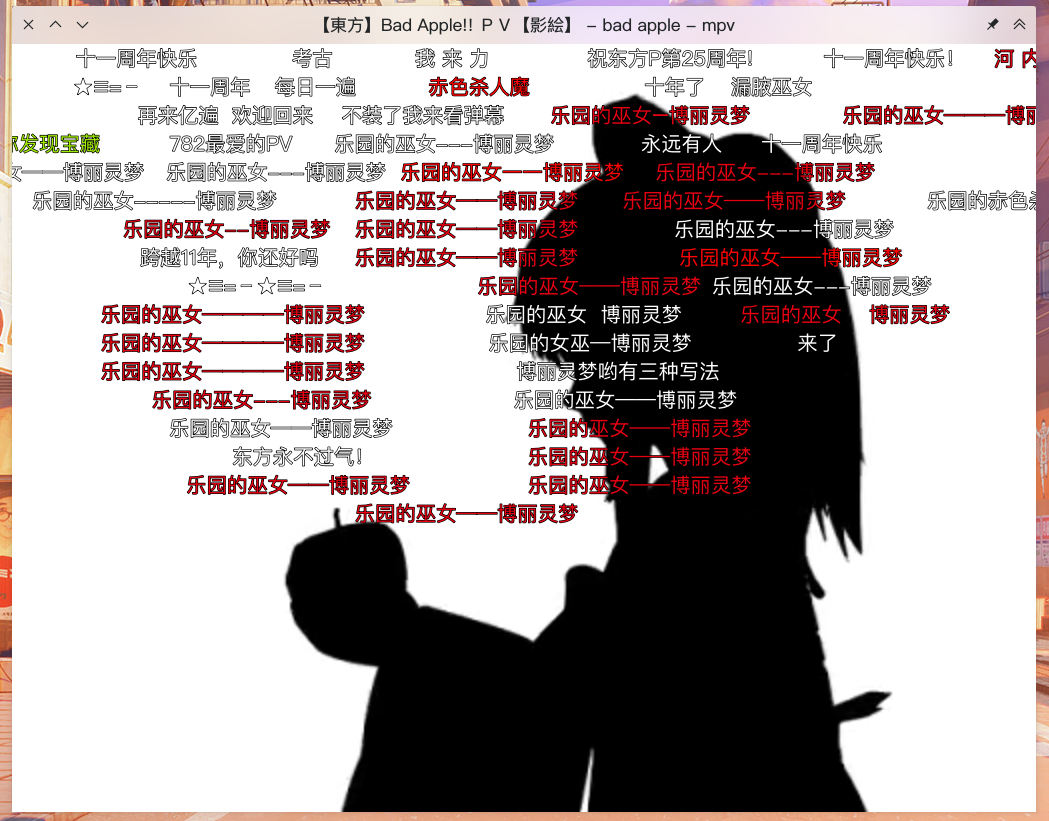 【東方】Bad Apple!! ＰＶ【影絵】 – bad apple – mpv
十一周年快乐 考古 我 来 力 祝东方P第25周年! 十一周年快乐! 河 内
☆≡=－ 十一周年 每日一遍 赤色杀人魔 十年了 漏腋巫女
再来亿遍 欢迎回来 不装了我来看弹幕 乐园的巫女—博丽灵梦 乐园的巫女———博丽
发现宝藏 782最爱的PV 乐园的巫女---博丽灵梦 永远有人 十一周年快乐
女——博丽灵梦 乐园的巫女---博丽灵梦 乐园的巫女——博丽灵梦 乐园的巫女---博丽灵梦
乐园的巫女-----博丽灵梦 乐园的巫女——博丽灵梦 乐园的巫女——博丽灵梦 乐园的赤色杀
乐园的巫女--博丽灵梦 乐园的巫女——博丽灵梦 乐园的巫女---博丽灵梦
跨越11年，你还好吗 乐园的巫女——博丽灵梦 乐园的巫女——博丽灵梦
☆≡=－☆≡=－ 乐园的巫女——博丽灵梦 乐园的巫女---博丽灵梦
乐园的巫女————博丽灵梦 乐园的巫女 博丽灵梦 乐园的巫女 博丽灵梦
乐园的巫女————博丽灵梦 乐园的女巫—博丽灵梦 来了
乐园的巫女————博丽灵梦 博丽灵梦哟有三种写法
乐园的巫女---博丽灵梦 乐园的巫女——博丽灵梦
乐园的巫女——博丽灵梦 乐园的巫女——博丽灵梦
东方永不过气! 乐园的巫女——博丽灵梦
乐园的巫女——博丽灵梦 乐园的巫女——博丽灵梦
乐园的巫女——博丽灵梦